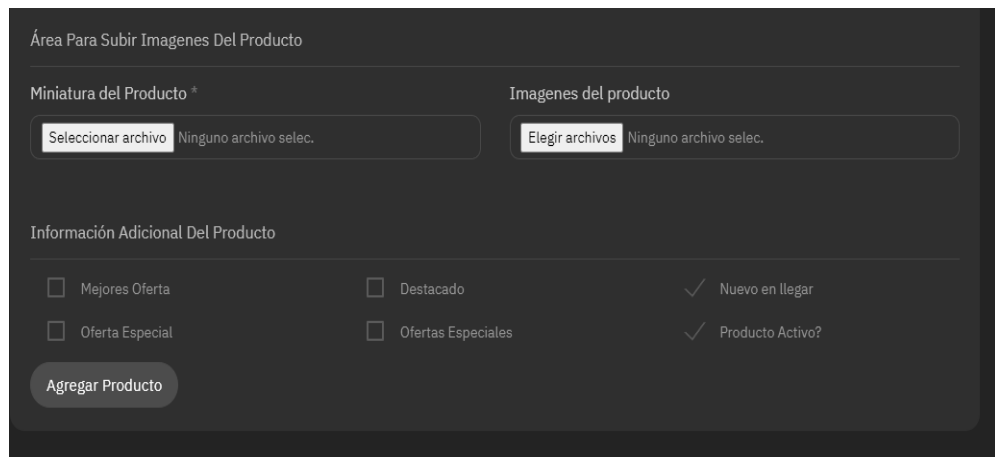 Área Para Subir Imagenes Del Producto
Miniatura del Producto *
Imagenes del producto
Seleccionar archivo Ninguno archivo selec.
Elegir archivos Ninguno archivo selec.
Información Adicional Del Producto
Mejores Oferta
Destacado
Nuevo en llegar
Oferta Especial
Ofertas Especiales
Producto Activo?
Agregar Producto